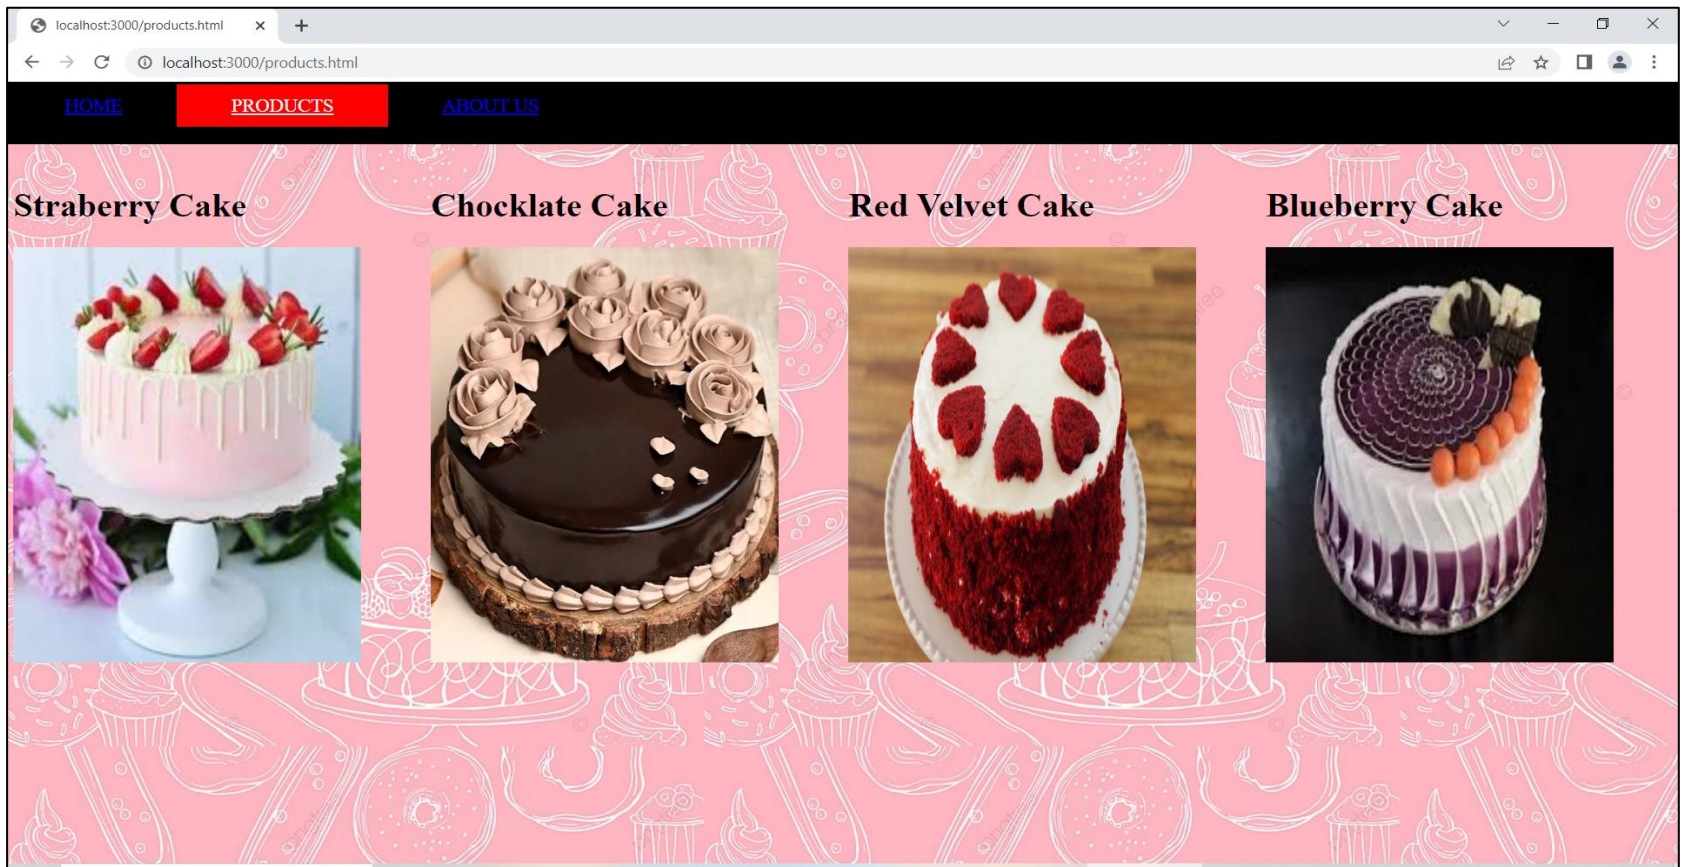 localhost:3000/products.html
localhost:3000/products.html
HOME PRODUCTS ABOUT US
Straberry Cake Chocklate Cake Red Velvet Cake Blueberry Cake